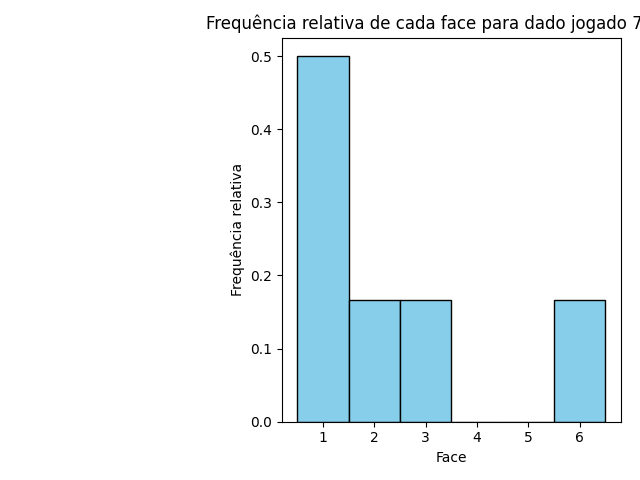 Frequência relativa de cada face para dado jogado 7
0.5
0.4
0.3
0.2
0.1
0.0
Frequência relativa
1 2 3 4 5 6
Face